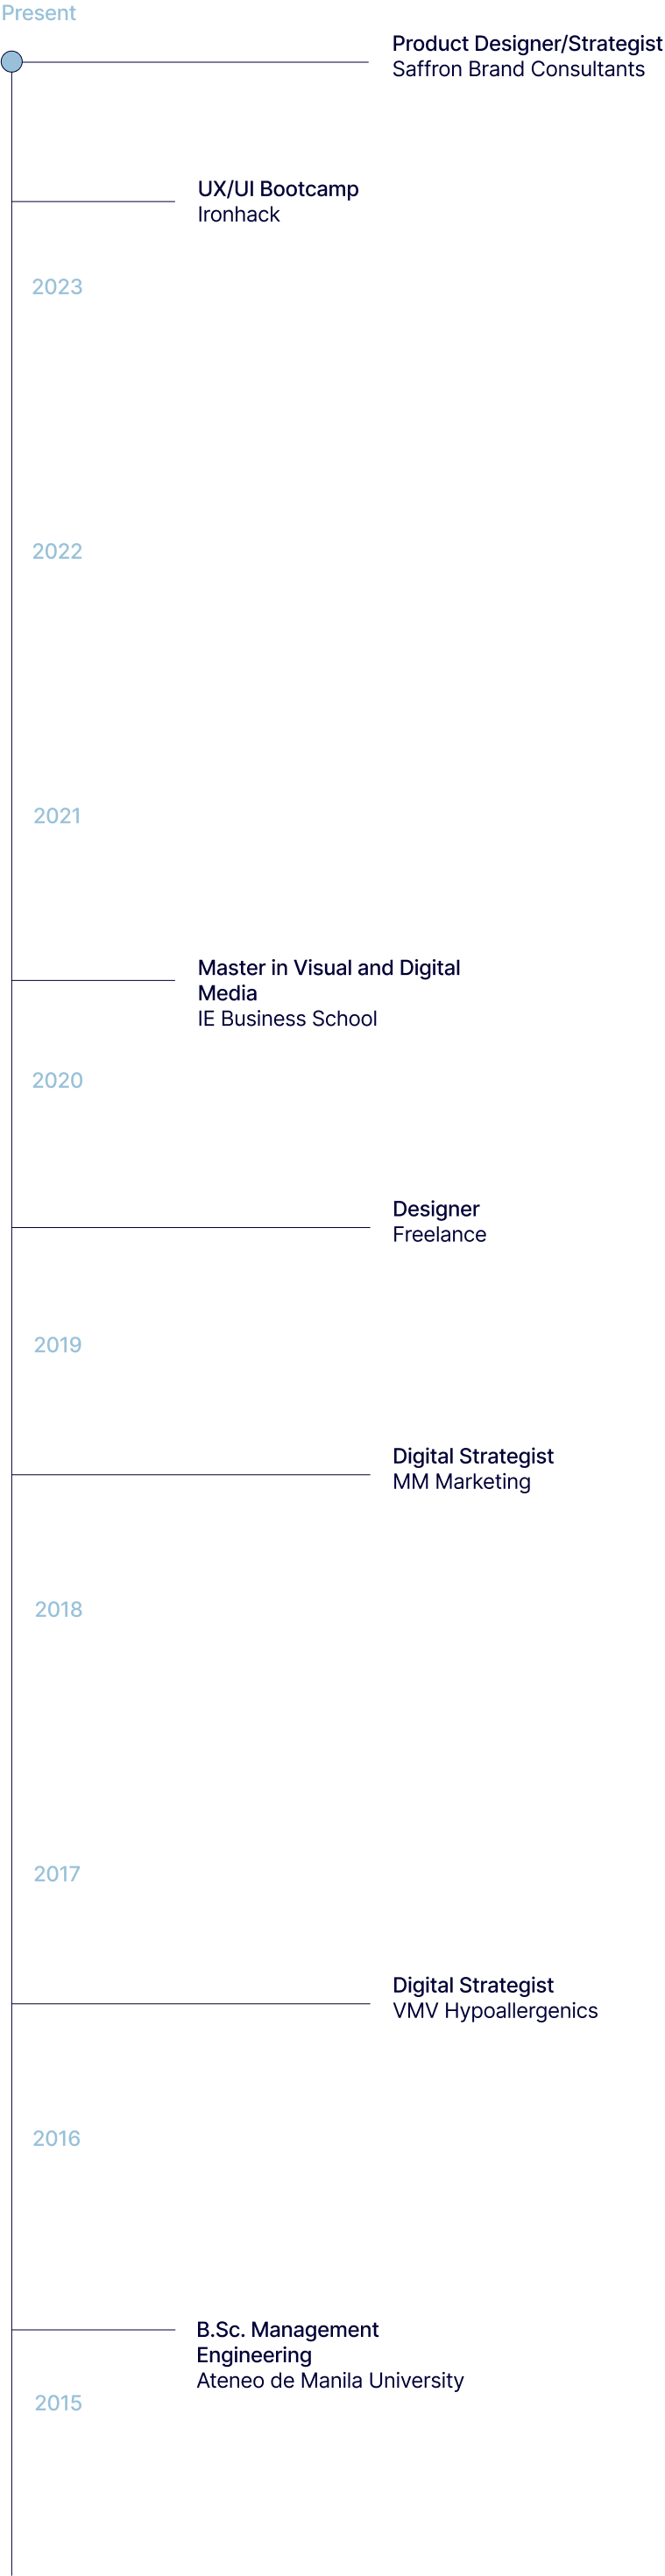 Present
Product Designer/Strategist
Saffron Brand Consultants
UX/UI Bootcamp
Ironhack
2023
2022
2021
Master in Visual and Digital
Media
IE Business School
2020
Designer
Freelance
2019
Digital Strategist
MM Marketing
2018
2017
Digital Strategist
VMV Hypoallergenics
2016
B.Sc. Management
Engineering
Ateneo de Manila University
2015